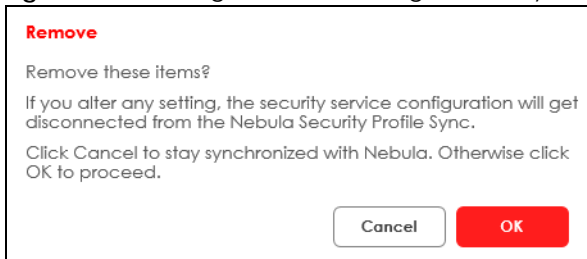 Remove
Remove these items?
If you alter any setting, the security service configuration will get
disconnected from the Nebula Security Profile Sync.
Click Cancel to stay synchronized with Nebula. Otherwise click
OK to proceed.
Cancel OK